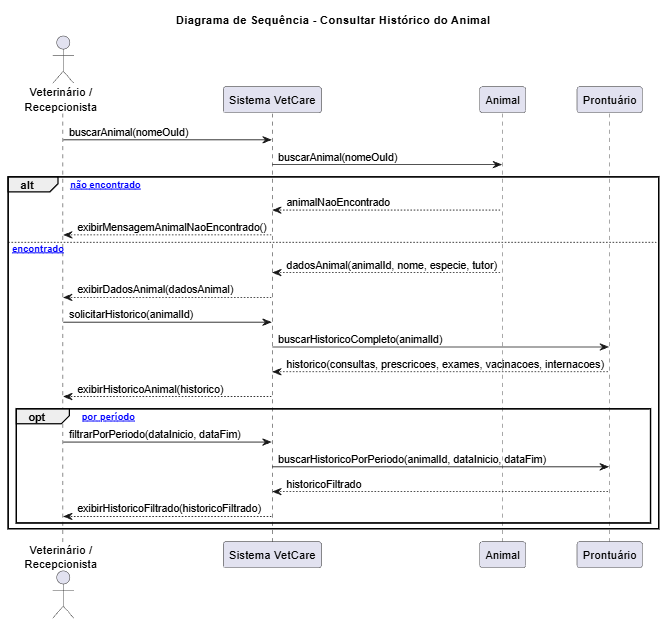 Diagrama de Sequência - Consultar Histórico do Animal
Veterinário /
Recepcionista
Sistema VetCare
Animal
Prontuário
buscarAnimal(nomeOuId)
buscarAnimal(nomeOuId)
alt
não encontrado
animalNaoEncontrado
exibirMensagemAnimalNaoEncontrado()
encontrado
dadosAnimal(animalId, nome, especie, tutor)
exibirDadosAnimal(dadosAnimal)
solicitarHistorico(animalId)
buscarHistoricoCompleto(animalId)
historico(consultas, prescricoes, exames, vacinacoes, internacoes)
exibirHistoricoAnimal(historico)
opt
por período
filtrarPorPeriodo(dataInicio, dataFim)
buscarHistoricoPorPeriodo(animalId, dataInicio, dataFim)
historicoFiltrado
exibirHistoricoFiltrado(historicoFiltrado)
Veterinário /
Recepcionista
Sistema VetCare
Animal
Prontuário